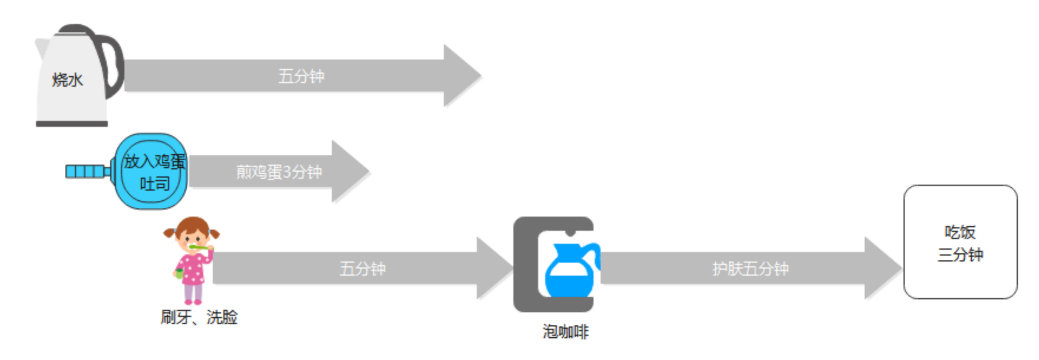 烧水
五分钟
放入鸡蛋
吐司
煎鸡蛋3分钟
五分钟
刷牙、洗脸
泡咖啡
护肤五分钟
吃饭
三分钟